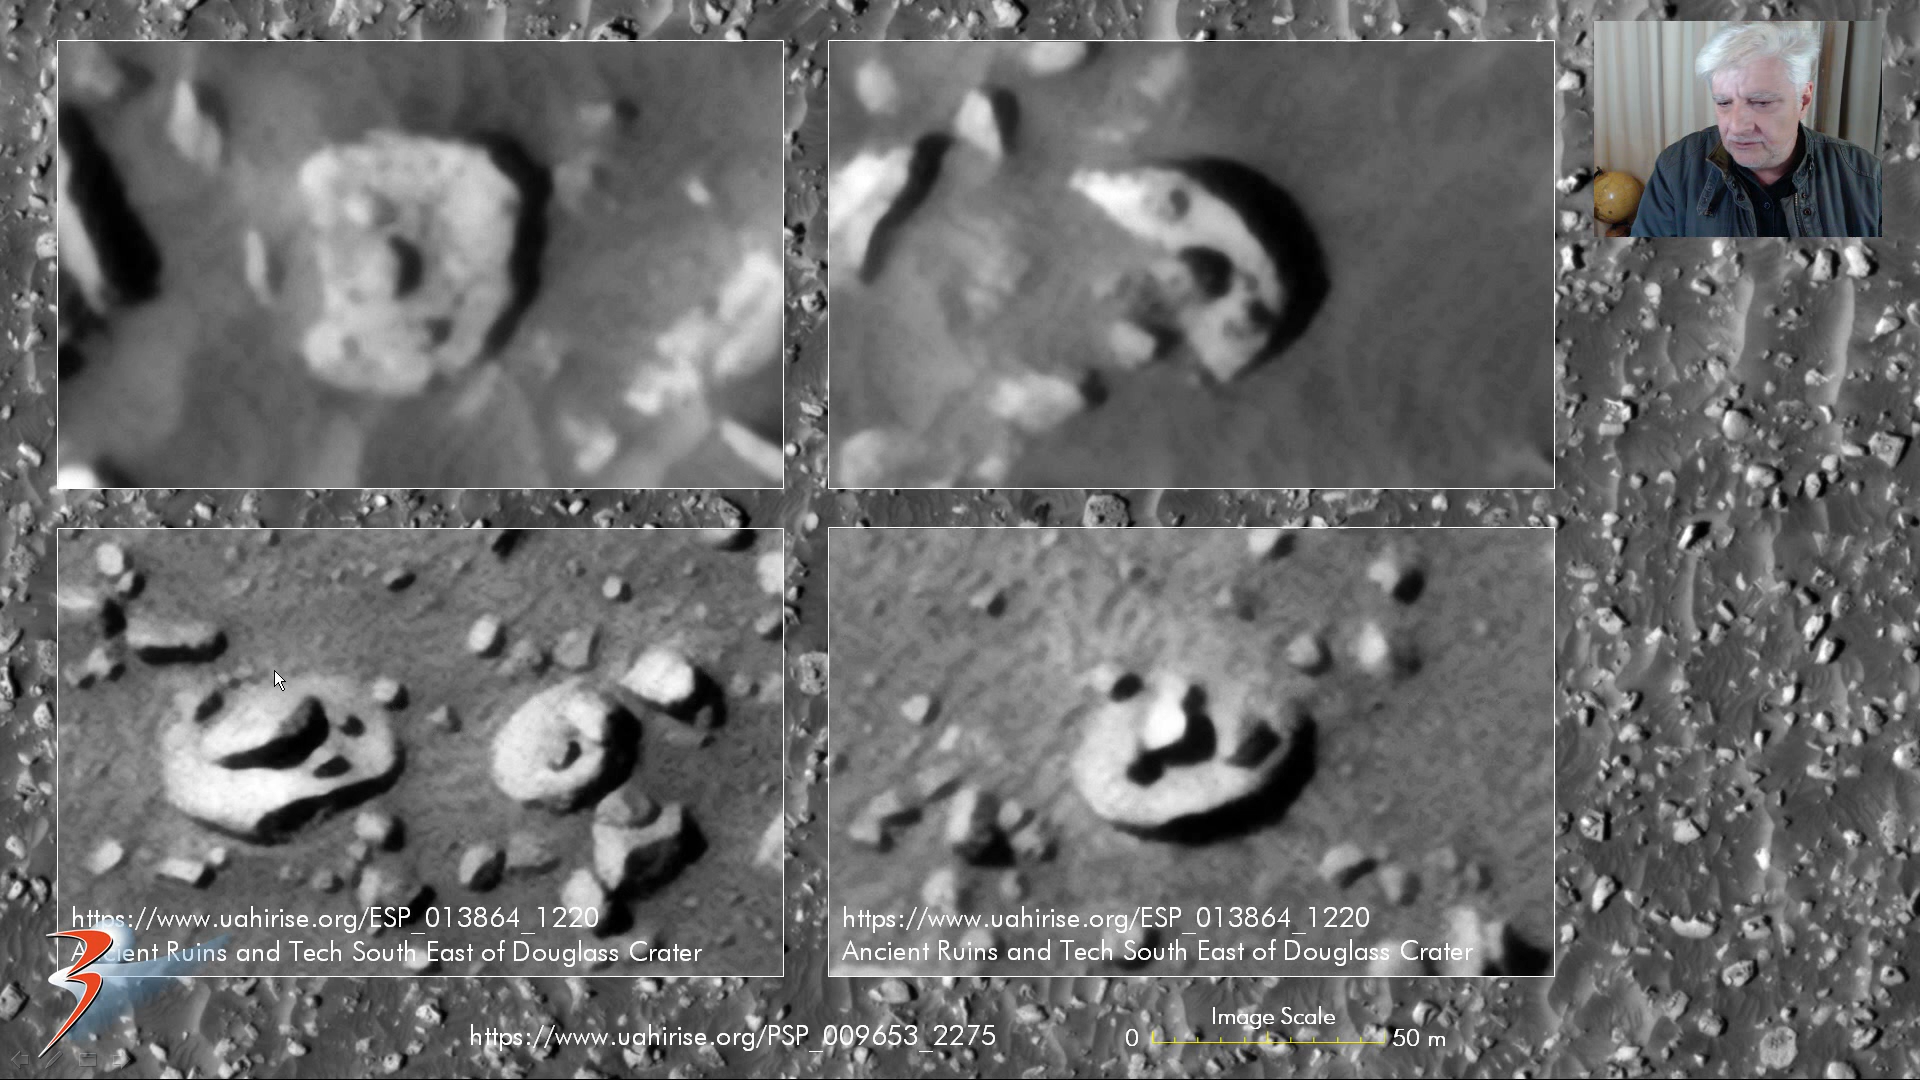 https://www.uahirise.org/ESP_013864_1220
Ancient Ruins and Tech South East of Douglass Crater
https://www.uahirise.org/ESP_013864_1220
Ancient Ruins and Tech South East of Douglass Crater
Image Scale
https://www.uahirise.org/PSP_009653_2275
0 50 m